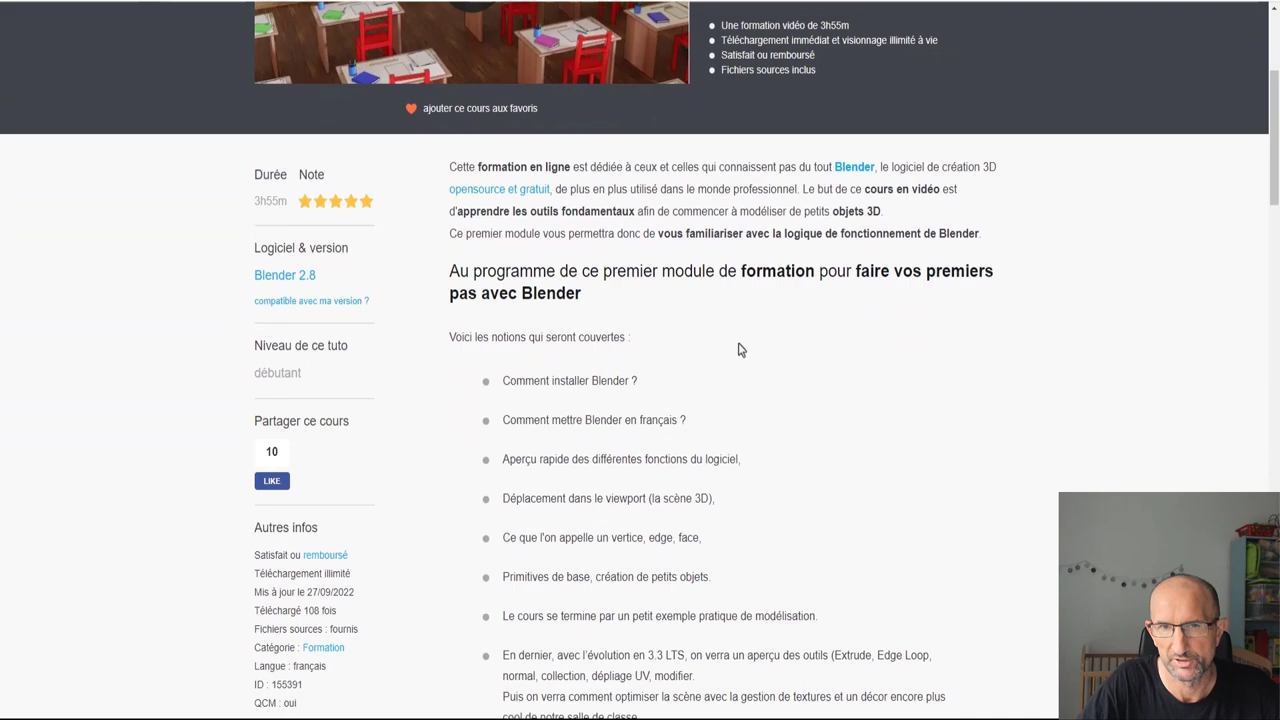 Une formation vidéo de 3h55m
Téléchargement immédiat et visionnage illimité à vie
Satisfait ou remboursé
Fichiers sources inclus
ajouter ce cours aux favoris
Durée Note
3h55m
Logiciel & version
Blender 2.8
compatible avec ma version ?
Niveau de ce tuto
débutant
Partager ce cours
10
LIKE
Autres infos
Satisfait ou remboursé
Téléchargement illimité
Mis à jour le 27/09/2022
Téléchargé 108 fois
Fichiers sources : fournis
Catégorie : Formation
Langue : français
ID : 155391
QCM : oui
Cette formation en ligne est dédiée à ceux et celles qui connaissent pas du tout Blender, le logiciel de création 3D
opensource et gratuit, de plus en plus utilisé dans le monde professionnel. Le but de ce cours en vidéo est
d'apprendre les outils fondamentaux afin de commencer à modéliser de petits objets 3D.
Ce premier module vous permettra donc de vous familiariser avec la logique de fonctionnement de Blender.
Au programme de ce premier module de formation pour faire vos premiers
pas avec Blender
Voici les notions qui seront couvertes :
Comment installer Blender ?
Comment mettre Blender en français ?
Aperçu rapide des différentes fonctions du logiciel,
Déplacement dans le viewport (la scène 3D),
Ce que l'on appelle un vertice, edge, face,
Primitives de base, création de petits objets.
Le cours se termine par un petit exemple pratique de modélisation.
En dernier, avec l'évolution en 3.3 LTS, on verra un aperçu des outils (Extrude, Edge Loop,
normal, collection, dépliage UV, modifier.
Puis on verra comment optimiser la scène avec la gestion de textures et un décor encore plus
cool de notre salle de classe